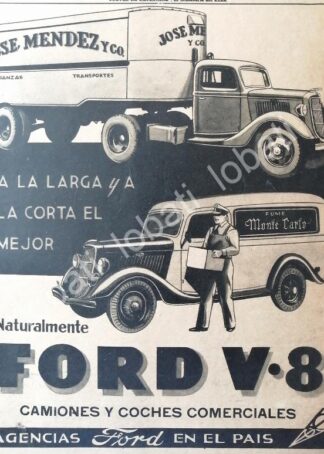 JOSE MENDEZ Y CO.
JOSE ME
Y CO
TRANSPORTES
A LA LARGA y A
LA CORTA EL
MEJOR
FUME
Monte Carlo
Naturalmente
FORD V·8
CAMIONES Y COCHES COMERCIALES
AGENCIAS Ford EN EL PAIS